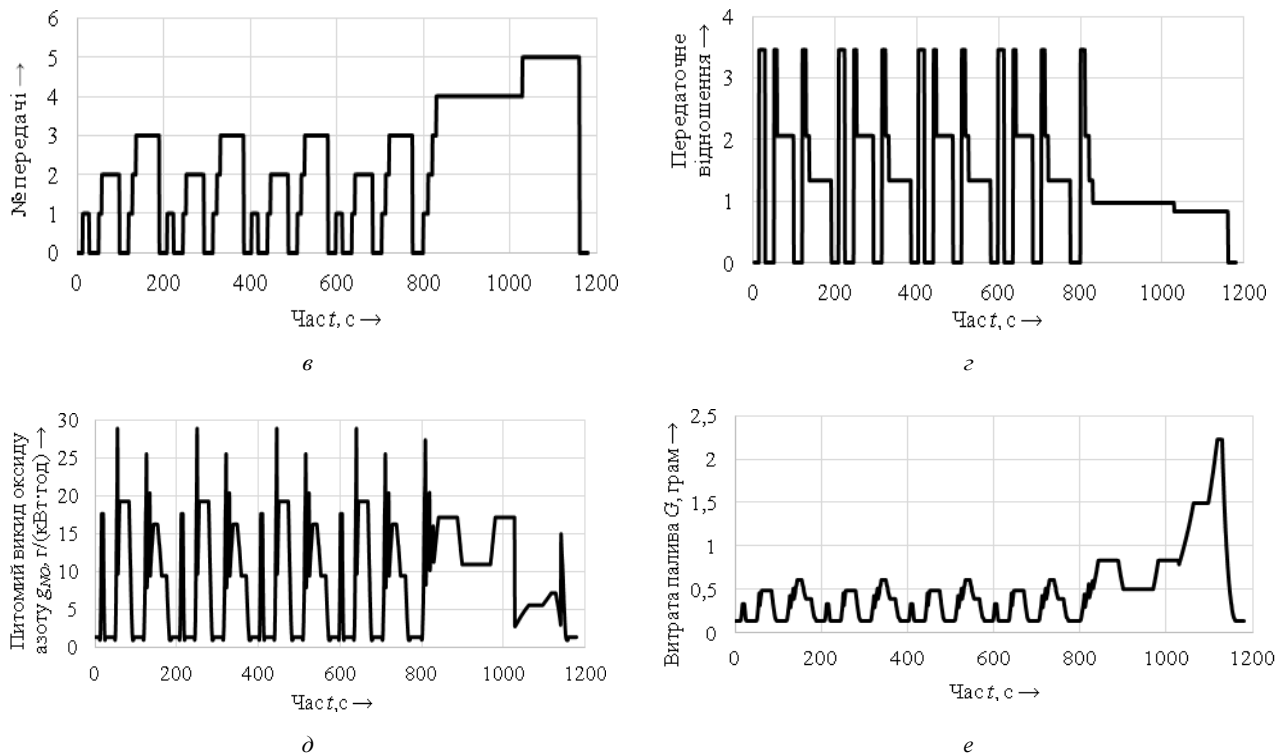 №передачі →
6
5
4
3
2
1
0
0 200 400 600 800 1000 1200
Час t, с →
в
Передаточне
відношення →
4
3
2
1
0
0 200 400 600 800 1000 1200
Час t, с →
г
Питомий викид оксиду
азоту gNO, г/(кВт·год) →
30
25
20
15
10
5
0
0 200 400 600 800 1000 1200
Час t,с →
д
Витрата палива G, грам →
2,5
2
1,5
1
0,5
0
0 200 400 600 800 1000 1200
Час t, с →
е